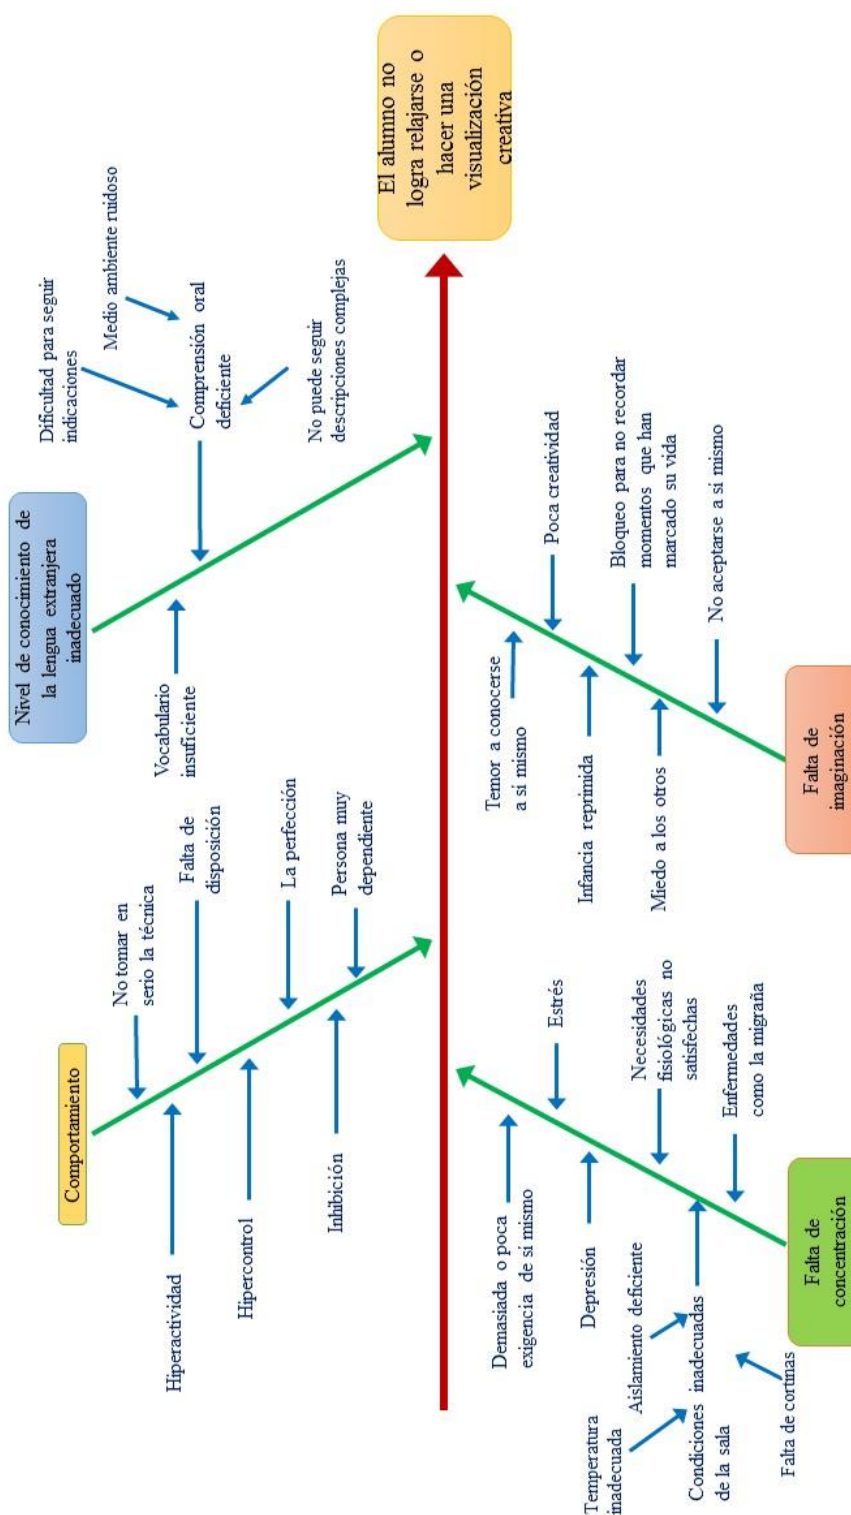 Comportamiento
No tomar en
serio la técnica
Hiperactividad
Falta de
disposición
Hipercontrol
La perfección
Inhibición
Persona muy
dependiente
Nivel de conocimiento de
la lengua extranjera
inadecuado
Vocabulario
insuficiente
Dificultad para seguir
indicaciones
Medio ambiente ruidoso
Comprensión oral
deficiente
No puede seguir
descripciones complejas
El alumno no
logra relajarse o
hacer una
visualización
creativa
Demasiada o poca
exigencia de si mismo
Estrés
Depresión
Necesidades
fisiológicas no
satisfechas
Temperatura
inadecuada
Aislamiento deficiente
Condiciones inadecuadas
de la sala
Falta de cortinas
Enfermedades
como la migraña
Falta de
concentración
Temor a conocerse
a si mismo
Poca creatividad
Infancia reprimida
Bloqueo para no recordar
momentos que han
marcado su vida
Miedo a los otros
No aceptarse a si mismo
Falta de
imaginación